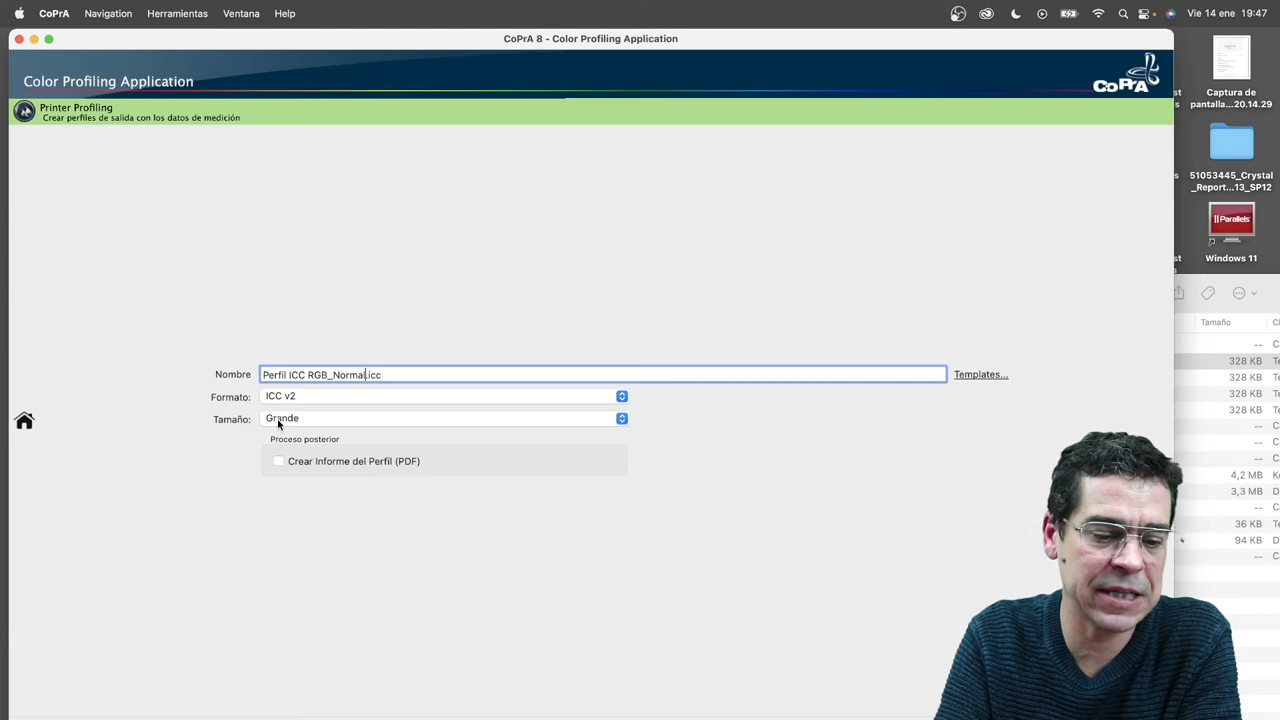 CoPrA Navigation Herramientas Ventana Help
Vie 14 ene 19:47
CoPrA 8 - Color Profiling Application
Color Profiling Application
CoPrA
Printer Profiling
Crear perfiles de salida con los datos de medición
Captura de
pantalla...20.14.29
51053445_Crystal
_Report...13_SP12
Parallels
Windows 11
Tamaño
--
328 KB
328 KB
328 KB
328 KB
--
--
--
4,2 MB
3,3 MB
--
36 KB
94 KB
--
Nombre Perfil ICC RGB_Normal.icc Templates...
Formato: ICC v2
Tamaño: Grande
Proceso posterior
Crear Informe del Perfil (PDF)